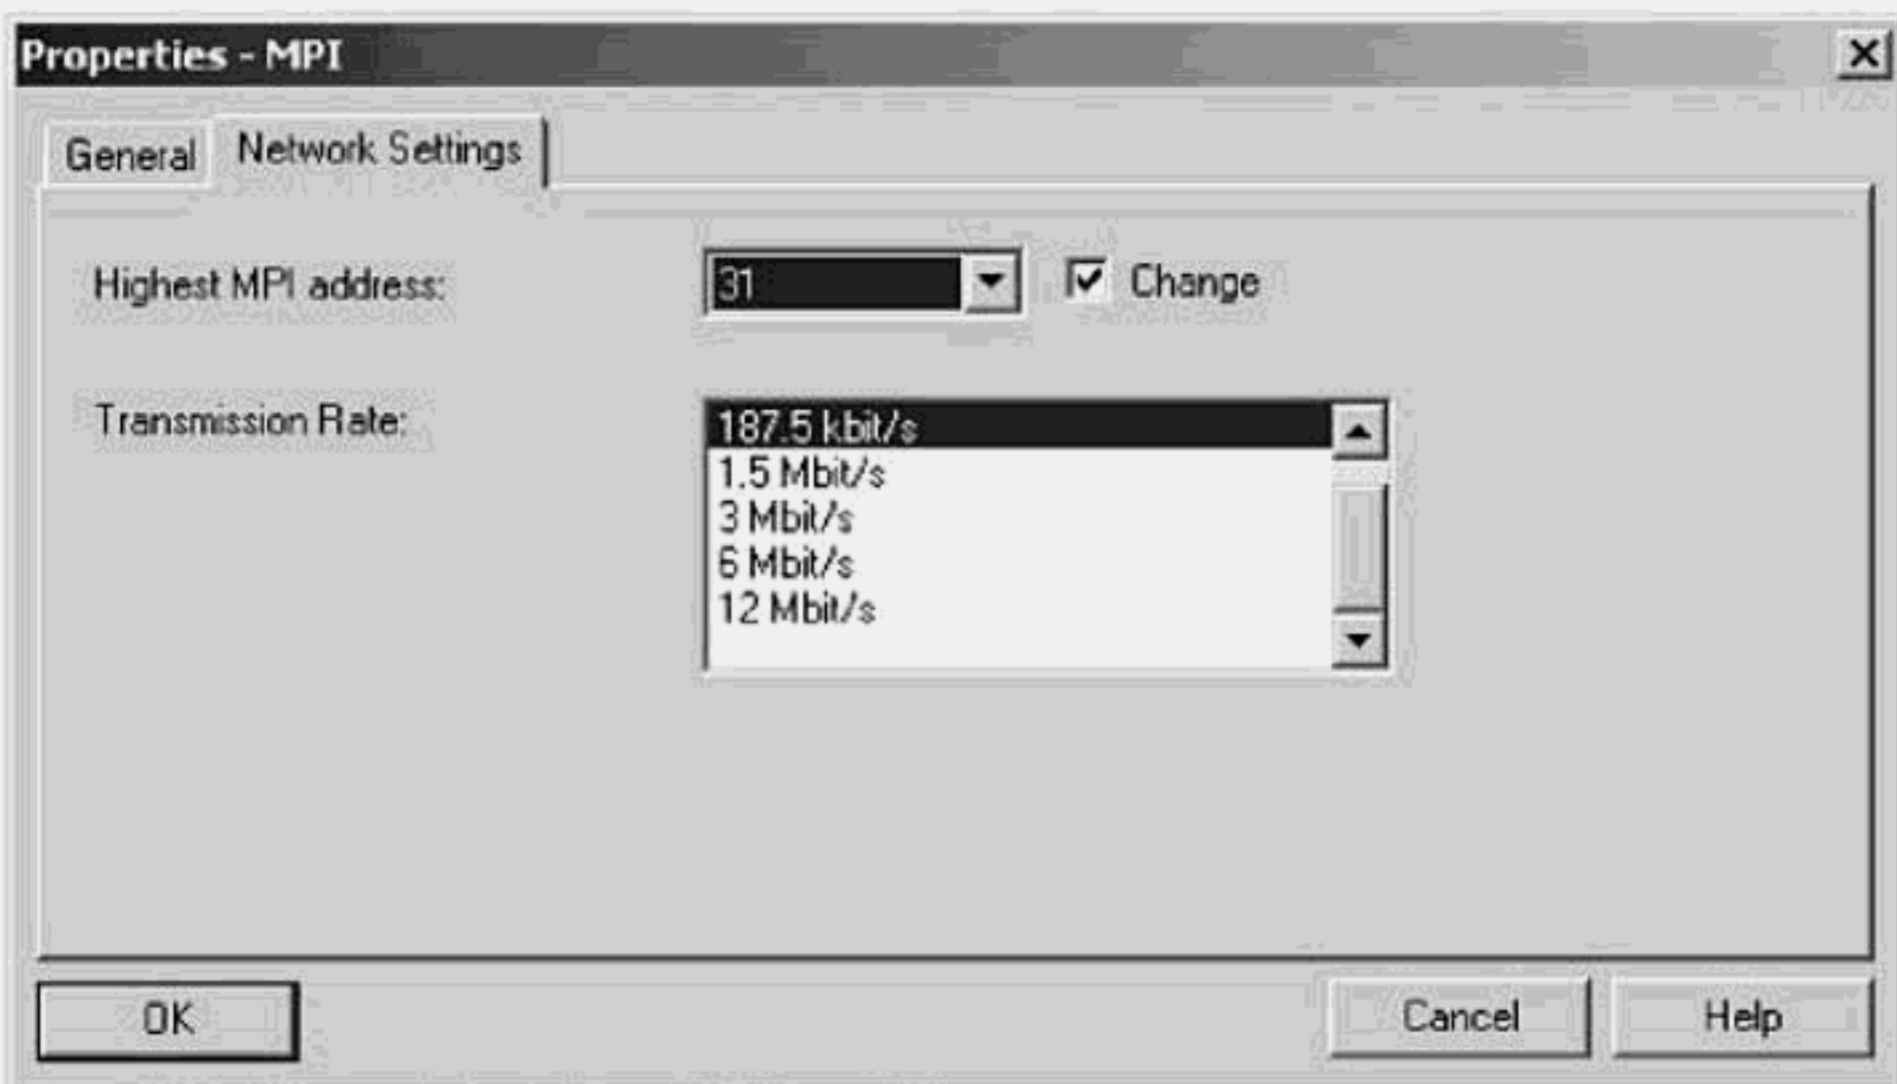 Properties - MPI
General
Network Settings
Highest MPI address:
31
Change
Transmission Rate:
187.5 kbit/s
1.5 Mbit/s
3 Mbit/s
6 Mbit/s
12 Mbit/s
OK
Cancel
Help